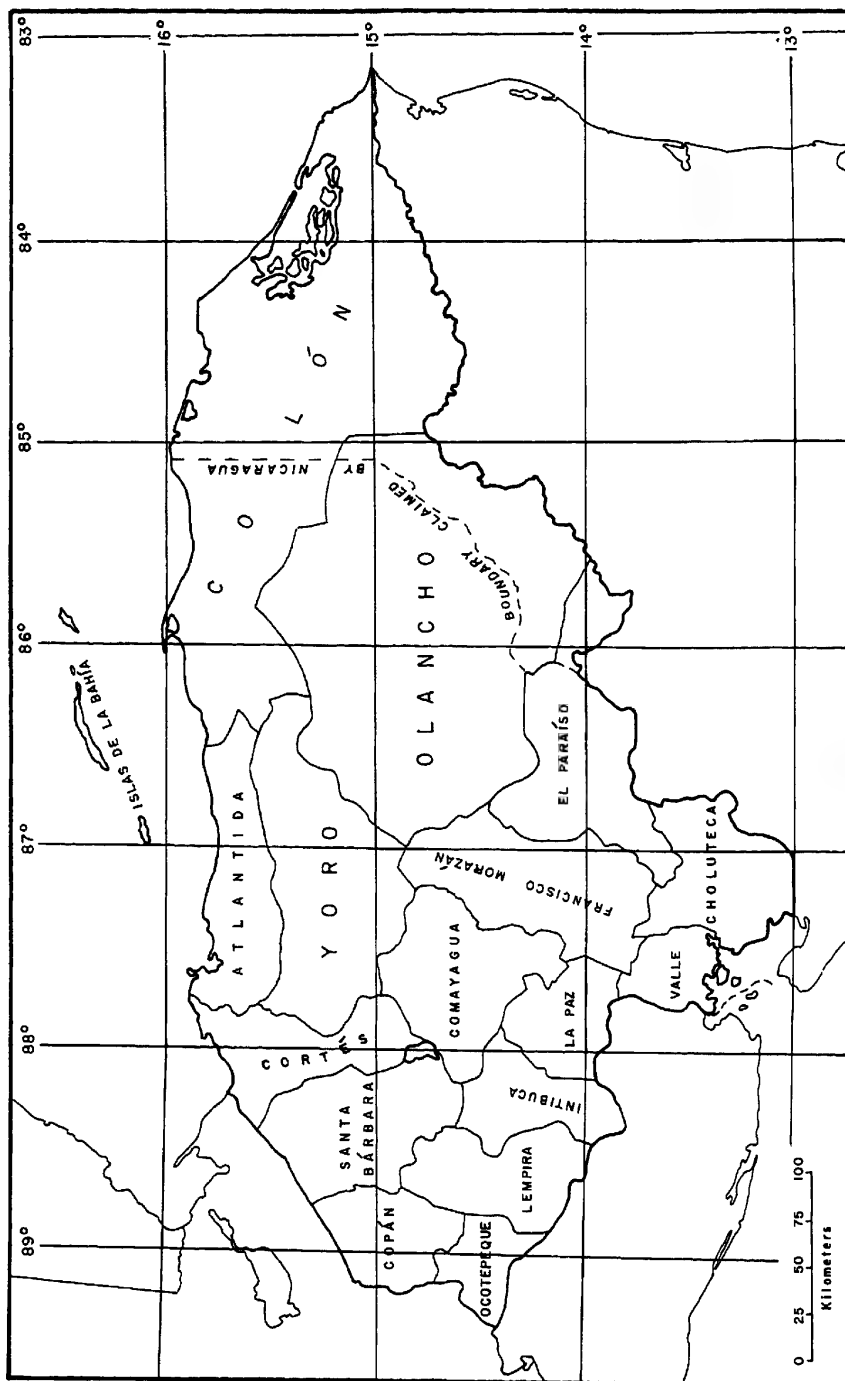 89°
88°
87°
86°
85°
84°
83°
16°
15°
14°
13°
ISLAS DE LA BAHÍA
ATLANTIDA
COLÓN
CORTÉS
YORO
SANTA
BÁRBARA
COPÁN
OCOTEPEQUE
LEMPIRA
INTIBUCA
COMAYAGUA
LA PAZ
FRANCISCO MORAZÁN
OLANCHO
EL PARAÍSO
VALLE
CHOLUTECA
BOUNDARY CLAIMED BY NICARAGUA
0 25 50 75 100
Kilometers